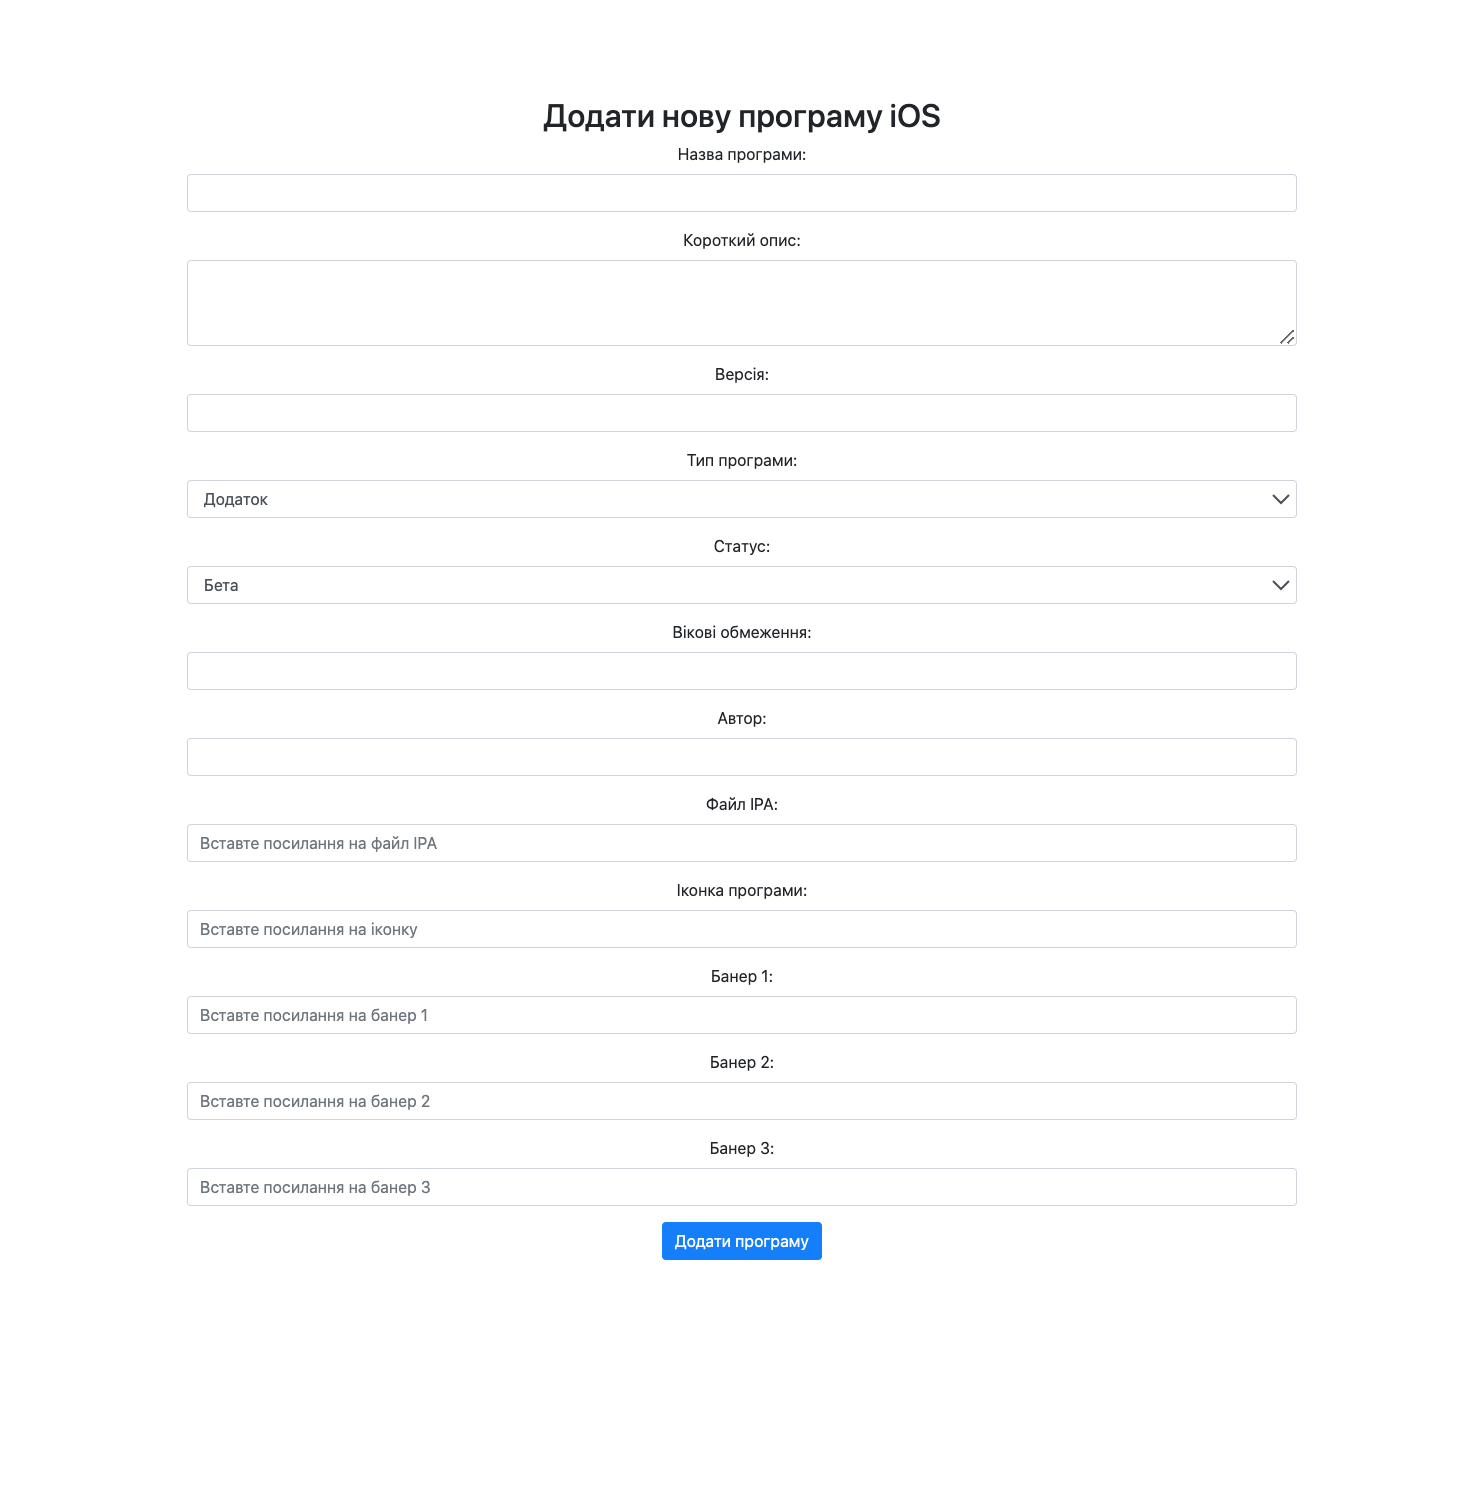 Додати нову програму iOS
Назва програми:
Короткий опис:
Версія:
Тип програми:
Додаток
Статус:
Бета
Вікові обмеження:
Автор:
Файл IPA:
Вставте посилання на файл IPA
Іконка програми:
Вставте посилання на іконку
Банер 1:
Вставте посилання на банер 1
Банер 2:
Вставте посилання на банер 2
Банер 3:
Вставте посилання на банер 3
Додати програму